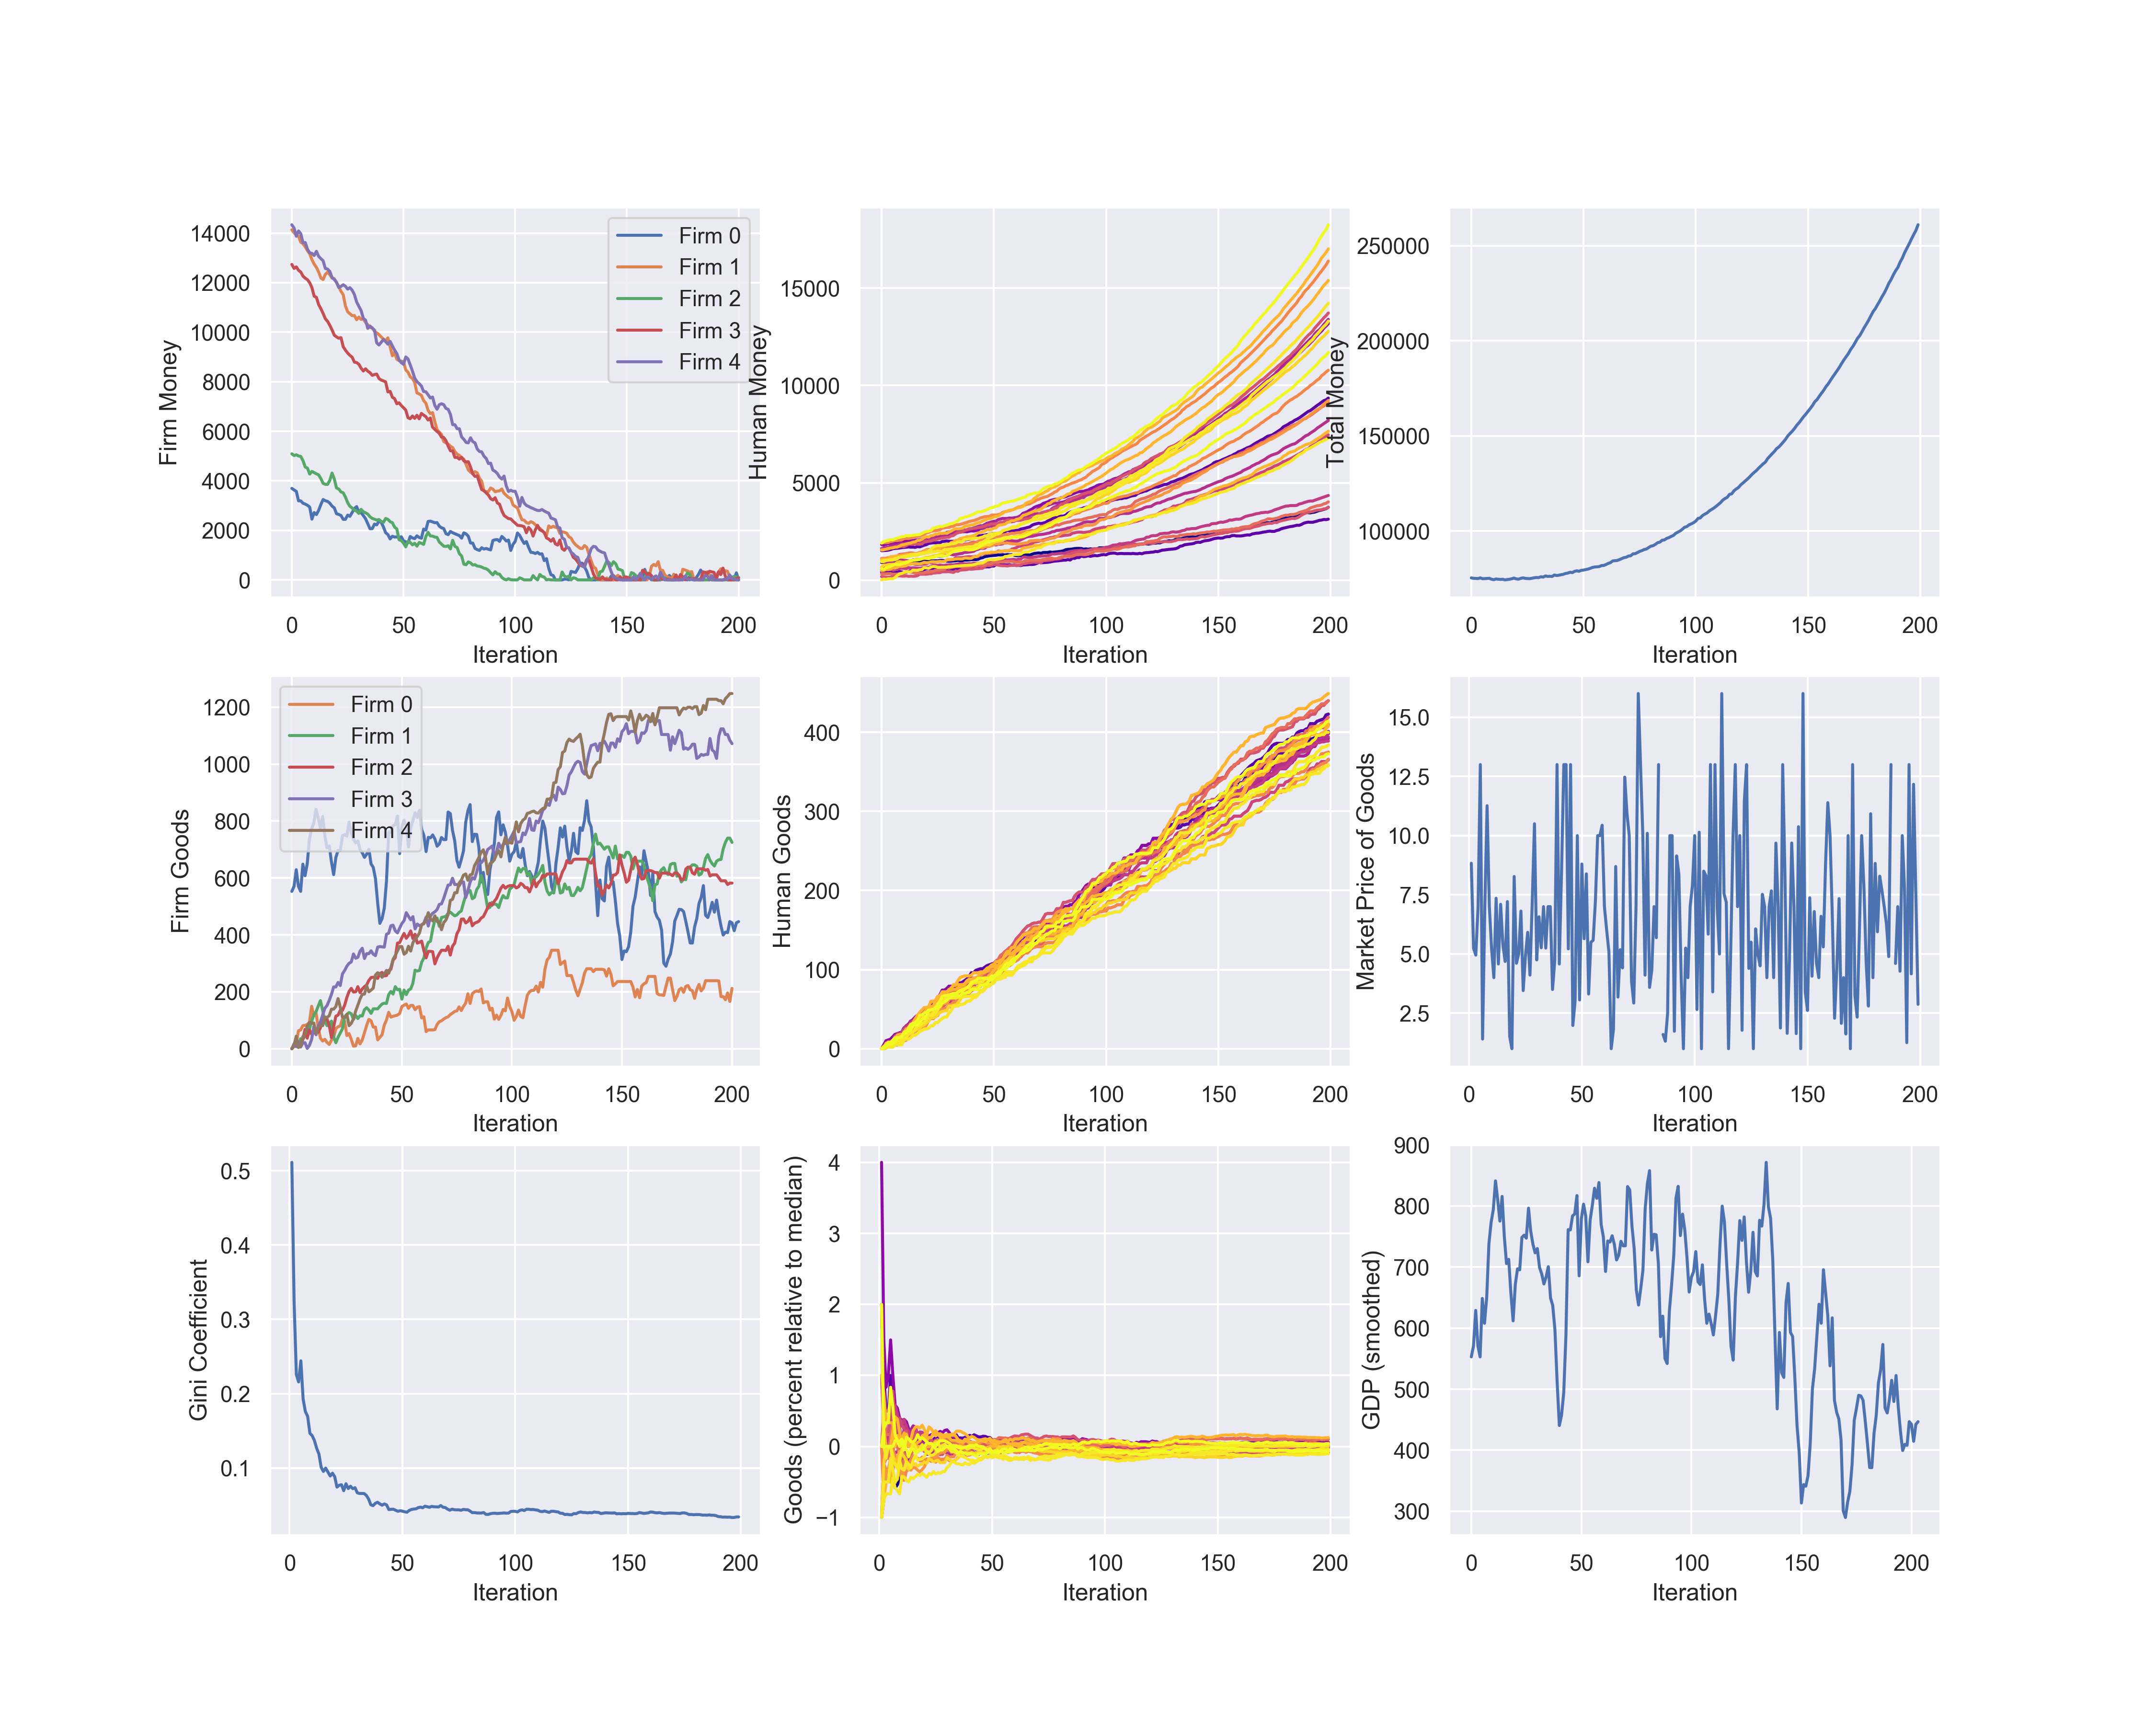 Firm Money
14000
12000
10000
8000
6000
4000
2000
0
0 50 100 150 200
Iteration
Firm 0
Firm 1
Firm 2
Firm 3
Firm 4
Human Money
15000
10000
5000
0
0 50 100 150 200
Iteration
Total Money
250000
200000
150000
100000
0 50 100 150 200
Iteration
Firm Goods
1200
1000
800
600
400
200
0
0 50 100 150 200
Iteration
Firm 0
Firm 1
Firm 2
Firm 3
Firm 4
Human Goods
400
300
200
100
0
0 50 100 150 200
Iteration
Market Price of Goods
15.0
12.5
10.0
7.5
5.0
2.5
0 50 100 150 200
Iteration
Gini Coefficient
0.5
0.4
0.3
0.2
0.1
0 50 100 150 200
Iteration
Goods (percent relative to median)
4
3
2
1
0
−1
0 50 100 150 200
Iteration
GDP (smoothed)
900
800
700
600
500
400
300
0 50 100 150 200
Iteration